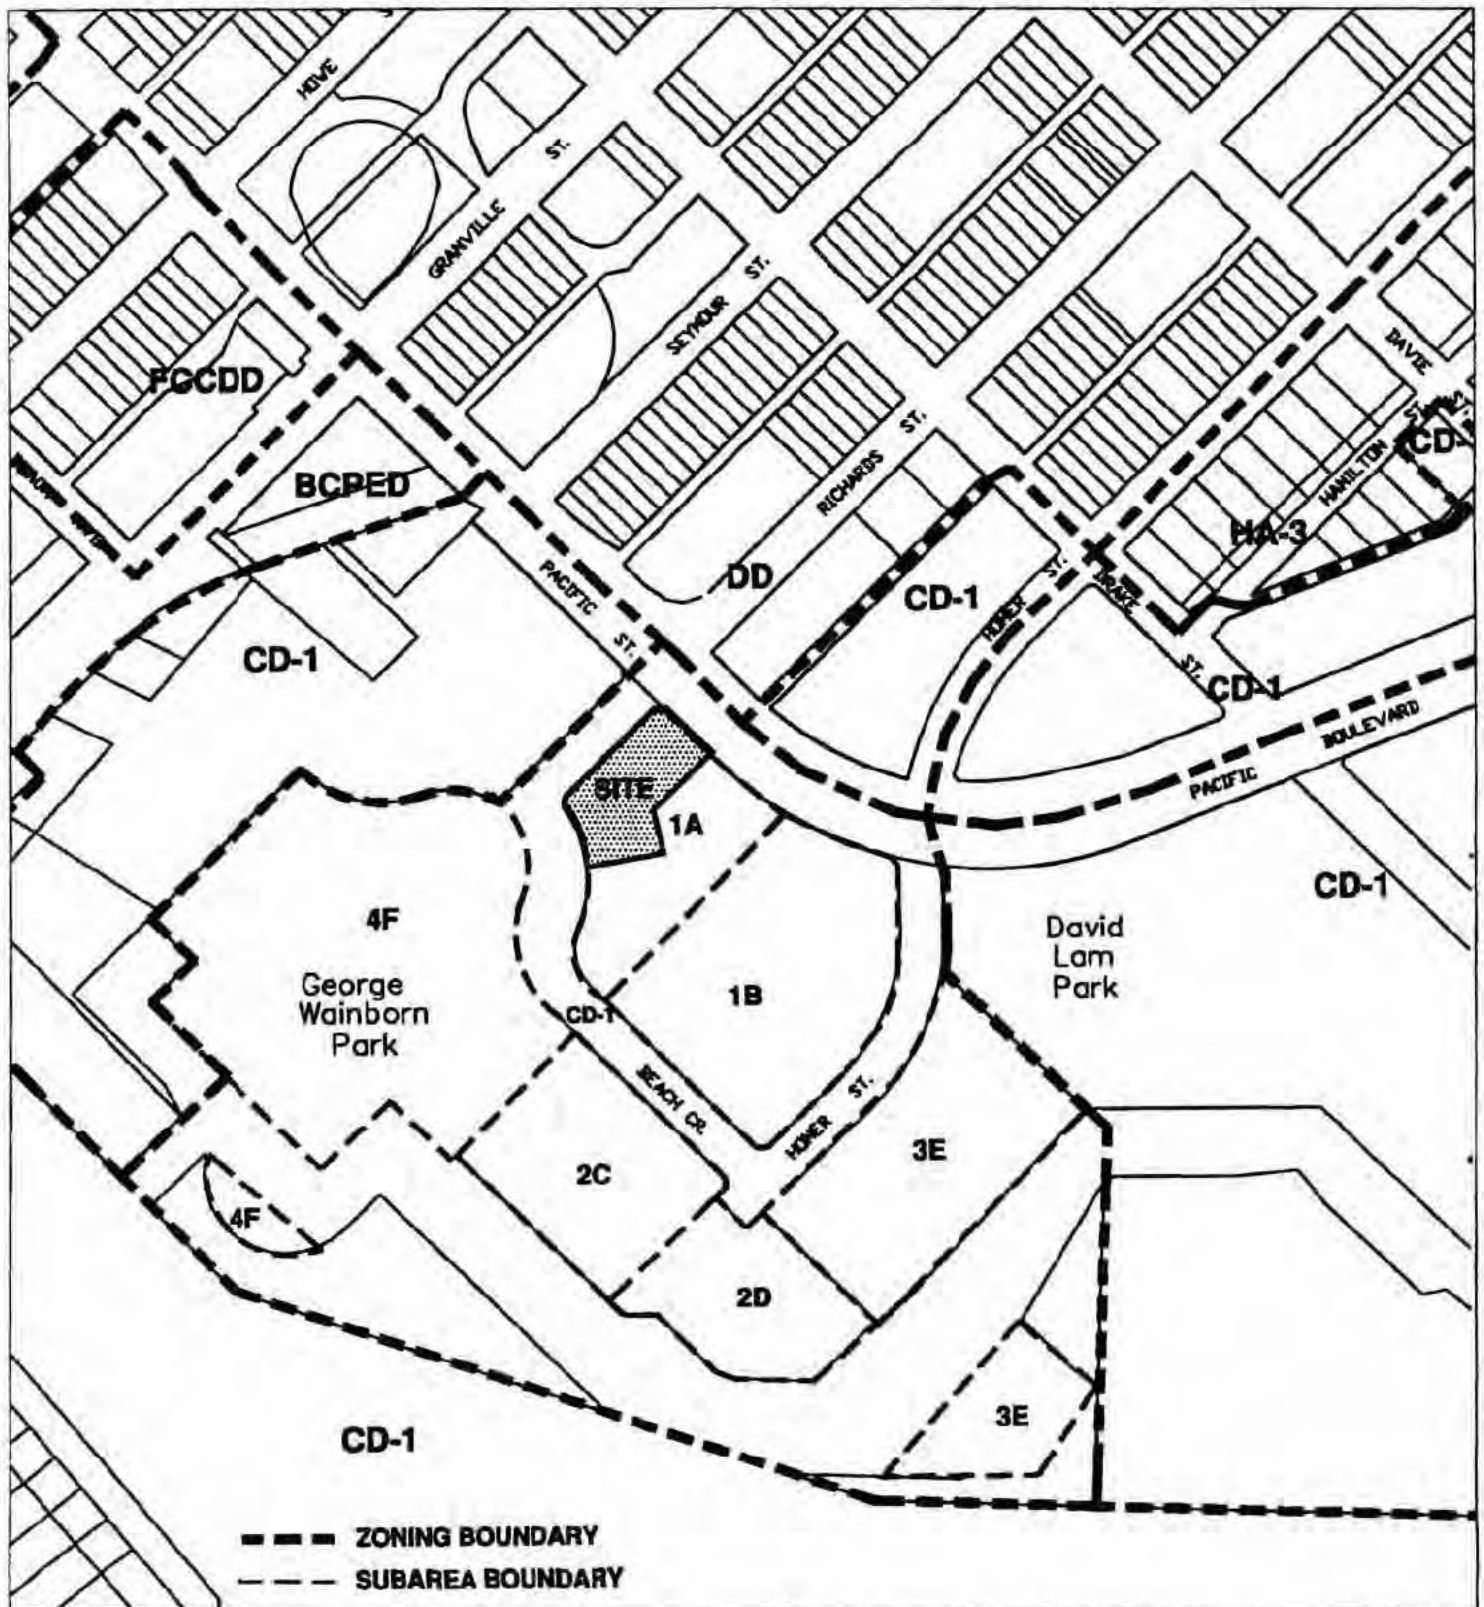 HOWE
ST.
GRANVILLE
ST.
SEYMOUR
DAVIE
FCCDD
ST.
ST.
RICHARDS
HAMILTON
CD-
BCPED
HA-3
PACIFIC
ST.
DD
CD-1
HOMER
ST.
DRAKE
ST.
CD-1
CD-1
PACIFIC
BOULEVARD
SITE
1A
CD-1
4F
David
Lam
Park
George
Wainborn
Park
1B
CD-1
BEACH CR.
HOMER ST.
3E
2C
4F
2D
3E
CD-1
ZONING BOUNDARY
SUBAREA BOUNDARY